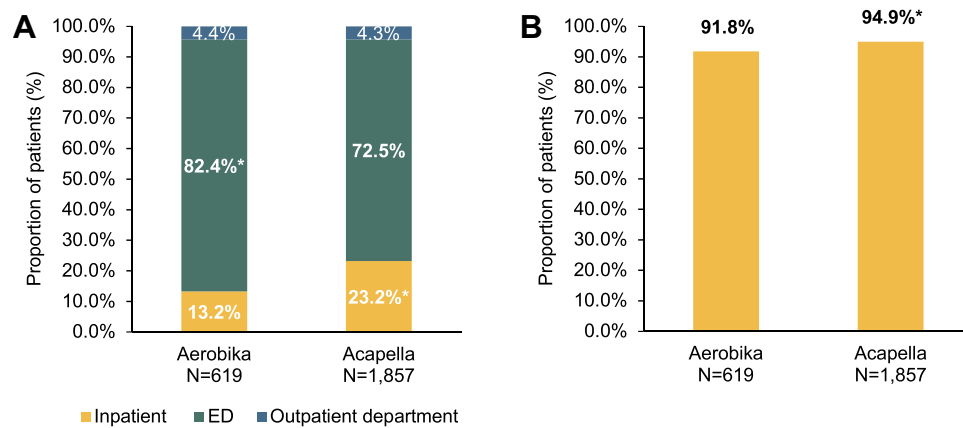 A
Proportion of patients (%)
100.0%
90.0%
80.0%
70.0%
60.0%
50.0%
40.0%
30.0%
20.0%
10.0%
0.0%
4.4%
4.3%
82.4%*
72.5%
13.2%
23.2%*
Aerobika
N=619
Acapella
N=1,857
Inpatient ED Outpatient department
B
Proportion of patients (%)
100.0%
90.0%
80.0%
70.0%
60.0%
50.0%
40.0%
30.0%
20.0%
10.0%
0.0%
91.8%
94.9%*
Aerobika
N=619
Acapella
N=1,857